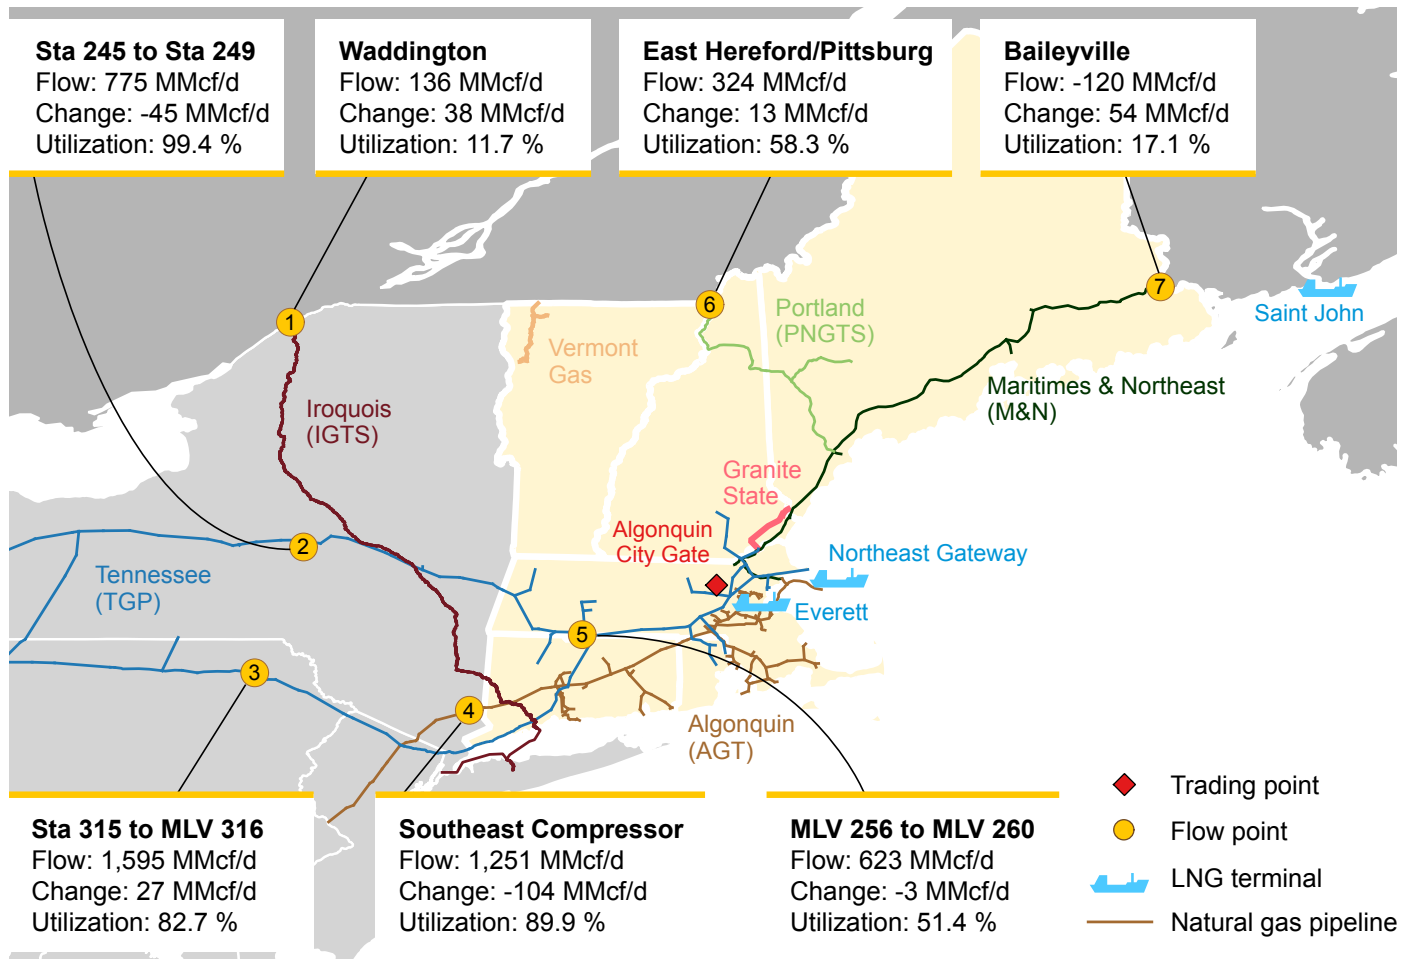 Sta 245 to Sta 249
Flow: 775 MMcf/d
Change: -45 MMcf/d
Utilization: 99.4 %
Waddington
Flow: 136 MMcf/d
Change: 38 MMcf/d
Utilization: 11.7 %
East Hereford/Pittsburg
Flow: 324 MMcf/d
Change: 13 MMcf/d
Utilization: 58.3 %
Baileyville
Flow: -120 MMcf/d
Change: 54 MMcf/d
Utilization: 17.1 %
1
6
7
Saint John
Portland
(PNGTS)
Vermont
Gas
Maritimes & Northeast
(M&N)
Iroquois
(IGTS)
Granite
State
Algonquin
City Gate
2
Northeast Gateway
Tennessee
(TGP)
Everett
5
3
4
Algonquin
(AGT)
Sta 315 to MLV 316
Flow: 1,595 MMcf/d
Change: 27 MMcf/d
Utilization: 82.7 %
Southeast Compressor
Flow: 1,251 MMcf/d
Change: -104 MMcf/d
Utilization: 89.9 %
MLV 256 to MLV 260
Flow: 623 MMcf/d
Change: -3 MMcf/d
Utilization: 51.4 %
Trading point
Flow point
LNG terminal
Natural gas pipeline